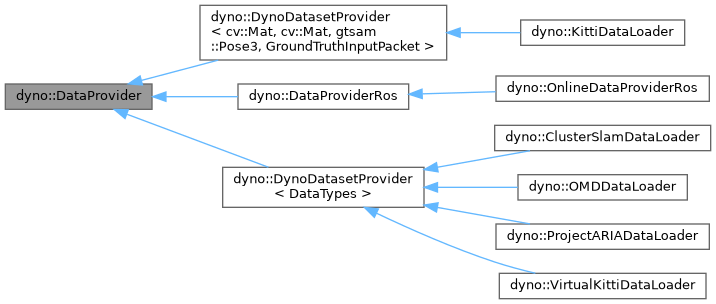 dyno::DataProvider
dyno::DynoDatasetProvider
< cv::Mat, cv::Mat, gtsam
::Pose3, GroundTruthInputPacket >
dyno::KittiDataLoader
dyno::DataProviderRos
dyno::OnlineDataProviderRos
dyno::DynoDatasetProvider
< DataTypes >
dyno::ClusterSlamDataLoader
dyno::OMDDataLoader
dyno::ProjectARIADataLoader
dyno::VirtualKittiDataLoader